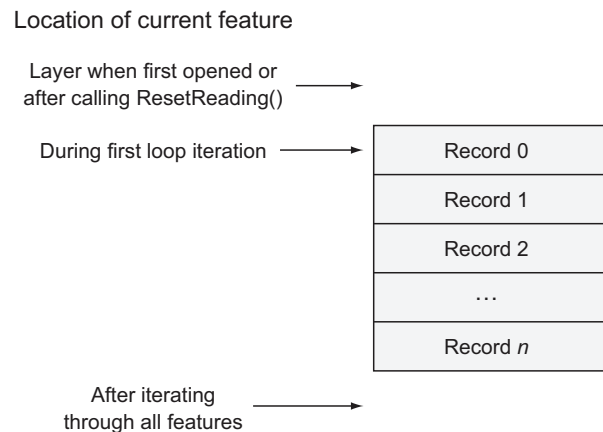 Location of current feature
Layer when first opened or
after calling ResetReading()
During first loop iteration
Record 0
Record 1
Record 2
...
Record n
After iterating
through all features